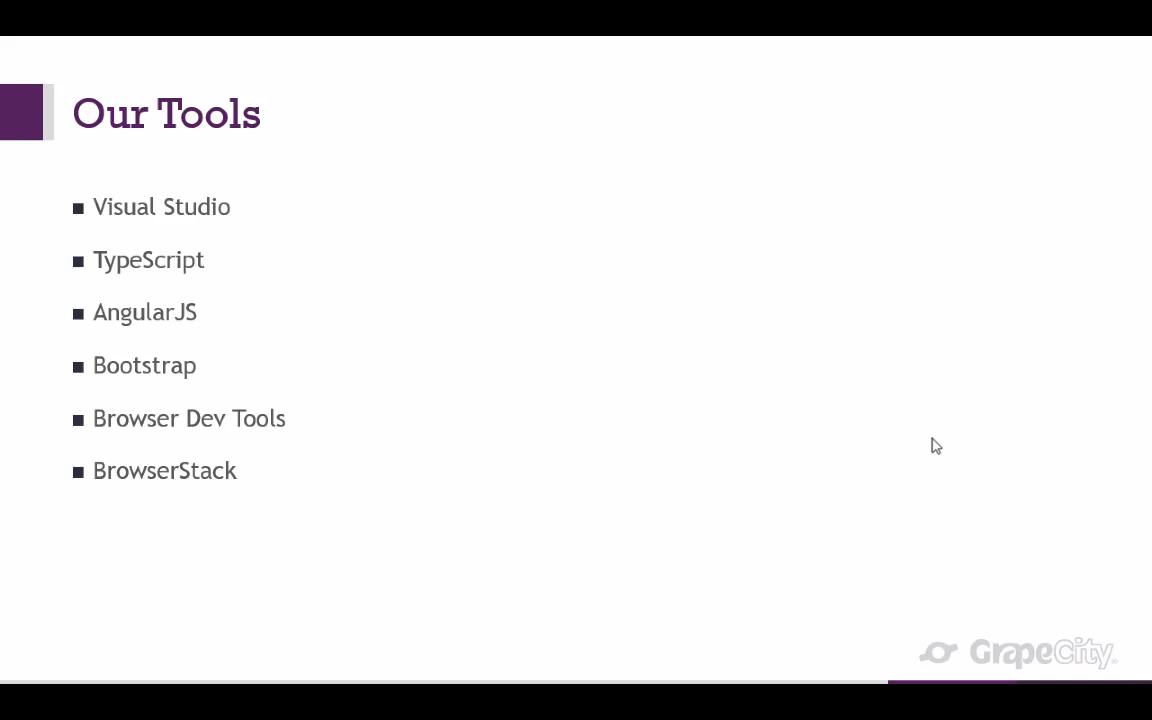 Our Tools
Visual Studio
TypeScript
AngularJS
Bootstrap
Browser Dev Tools
BrowserStack
GrapeCity®